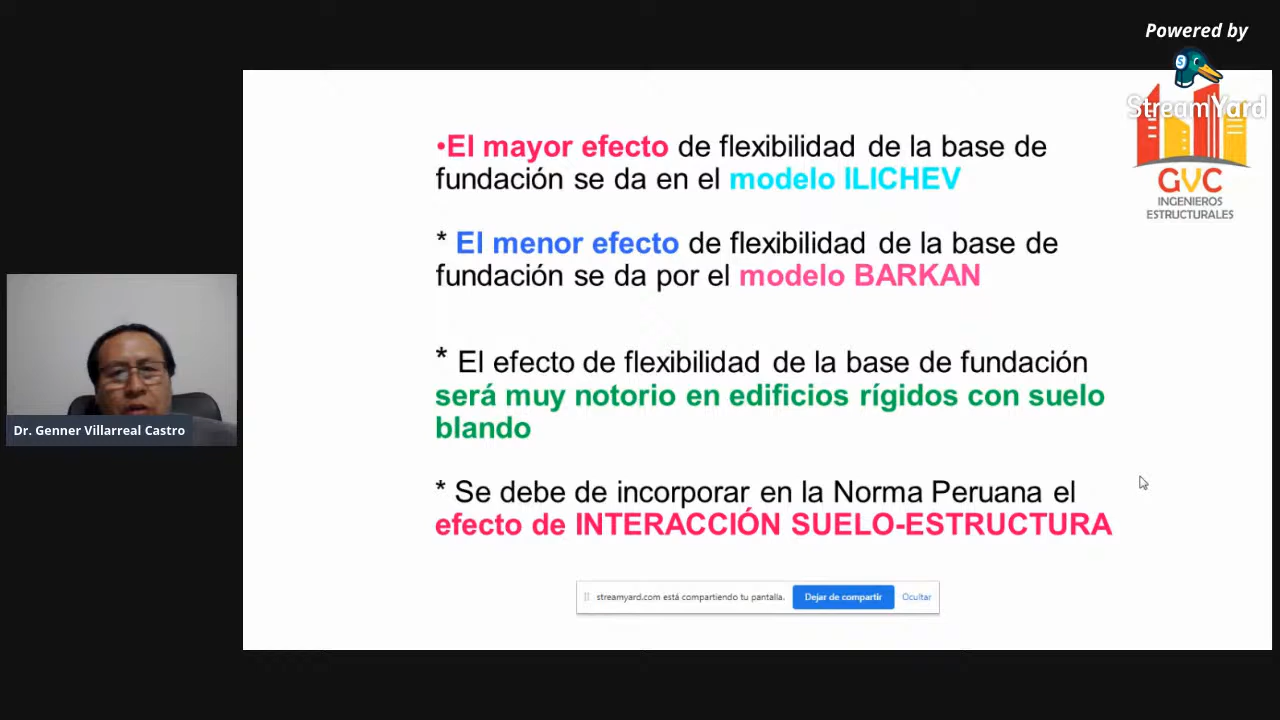 Powered by
StreamYard
GVC
INGENIEROS
ESTRUCTURALES
•El mayor efecto de flexibilidad de la base de
fundación se da en el modelo ILICHEV
* El menor efecto de flexibilidad de la base de
fundación se da por el modelo BARKAN
* El efecto de flexibilidad de la base de fundación
será muy notorio en edificios rígidos con suelo
blando
* Se debe de incorporar en la Norma Peruana el
efecto de INTERACCIÓN SUELO-ESTRUCTURA
Dr. Genner Villarreal Castro
streamyard.com está compartiendo tu pantalla. Dejar de compartir Ocultar